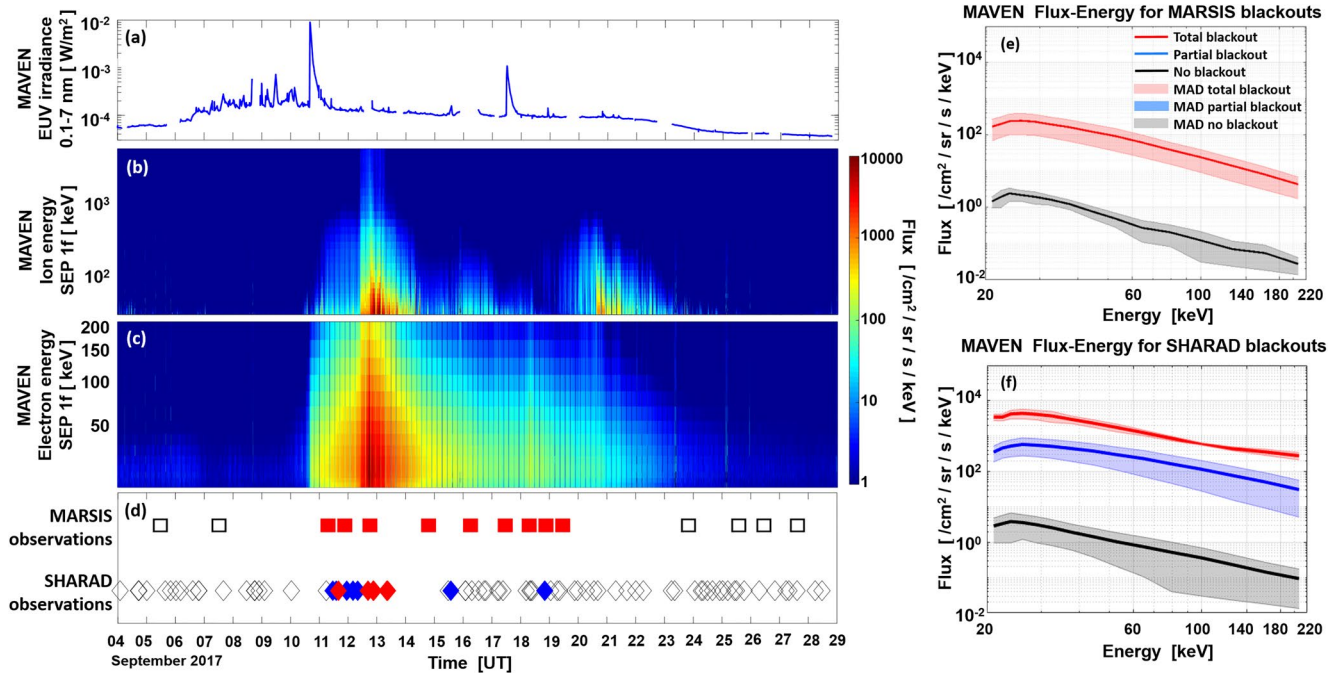 (a)
MAVEN
EUV irradiance
0.1-7 nm [ W/m²]
10⁻²
10⁻³
10⁻⁴
(b)
MAVEN
Ion energy
SEP 1f [ keV]
10³
10²
(c)
MAVEN
Electron energy
SEP 1f [ keV]
200
150
100
50
10000
1000
100
10
1
Flux [ /cm² / sr / s / keV ]
(d)
MARSIS
observations
SHARAD
observations
04 05 06 07 08 09 10 11 12 13 14 15 16 17 18 19 20 21 22 23 24 25 26 27 28 29
September 2017
Time [UT]
MAVEN Flux-Energy for MARSIS blackouts
(e)
Total blackout
Partial blackout
No blackout
MAD total blackout
MAD partial blackout
MAD no blackout
Flux [ /cm² / sr / s / keV]
10⁴
10²
10⁰
10⁻²
20 60 100 140 180 220
Energy [keV]
MAVEN Flux-Energy for SHARAD blackouts
(f)
Flux [ /cm² / sr / s / keV]
10⁴
10²
10⁰
10⁻²
20 60 100 140 180 220
Energy [keV]